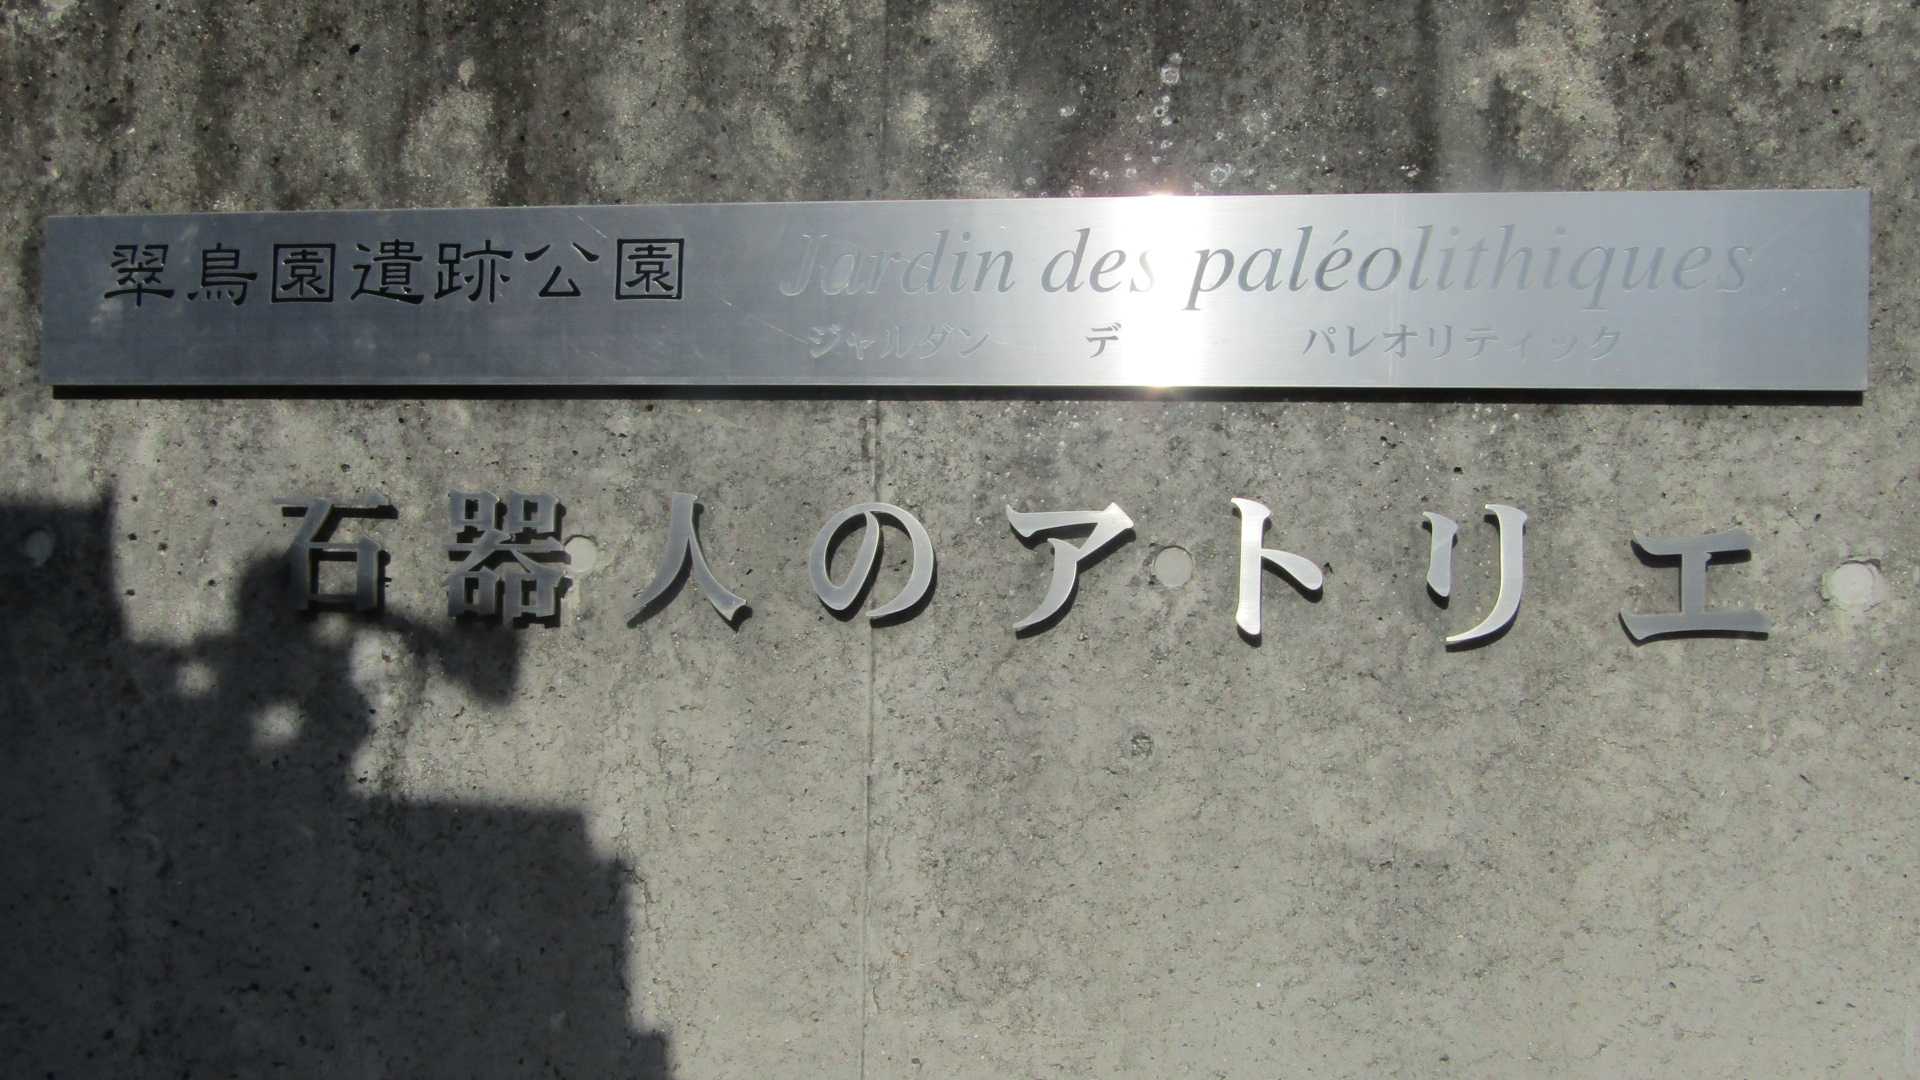 翠鳥園遺跡公園 Jardin des paléolithiques
ジャルダン デ パレオリティック
石器人のアトリエ